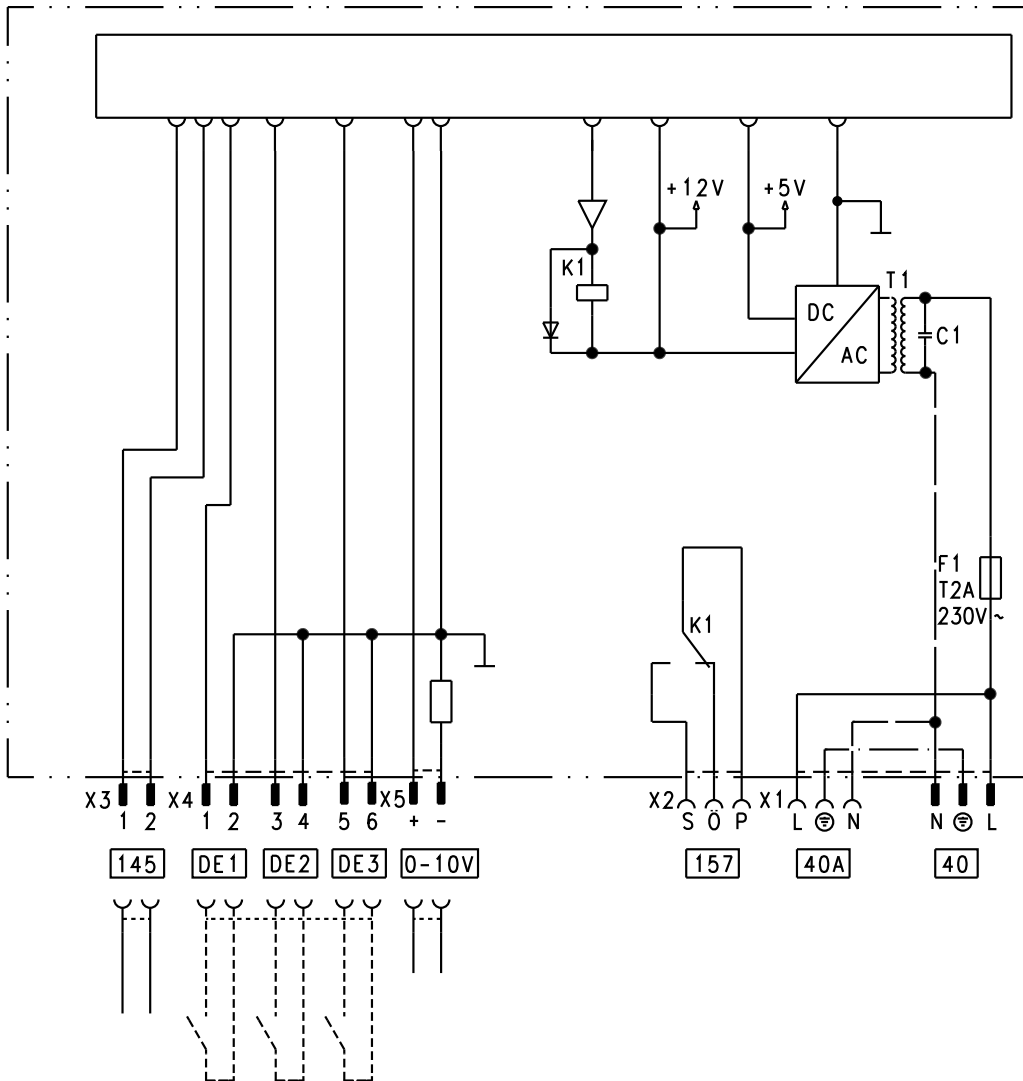 +12V +5V
K1 T1
DC
AC C1
F1
T2A
230V~
K1
X3 X4 X5 X2 X1
1 2 1 2 3 4 5 6 + - S Ö P L N N L
145 DE1 DE2 DE3 0-10V 157 40A 40